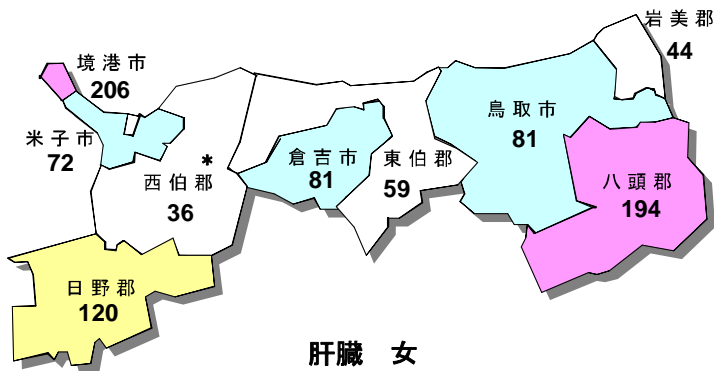 岩美郡
44
境港市
206
鳥取市
81
米子市
72
*
倉吉市
81
東伯郡
59
西伯郡
36
八頭郡
194
日野郡
120
肝臓 女